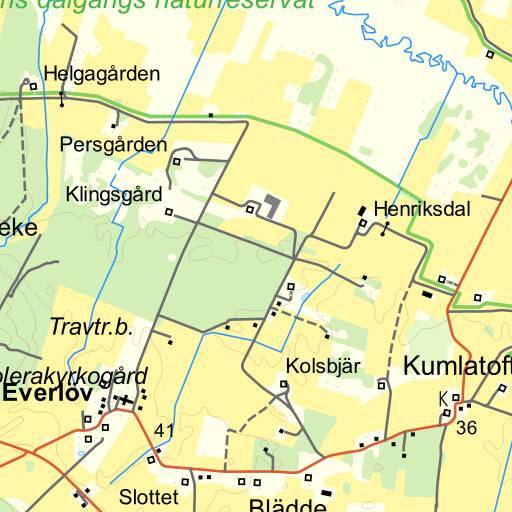 ns dalgångs naturreservat
Helgagården
Persgården
Klingsgård
Henriksdal
eke
Travtr.b.
olerakyrkogård
Kolsbjär
Kumlatoft
Everlöv
K
41
36
Slottet
Blädde